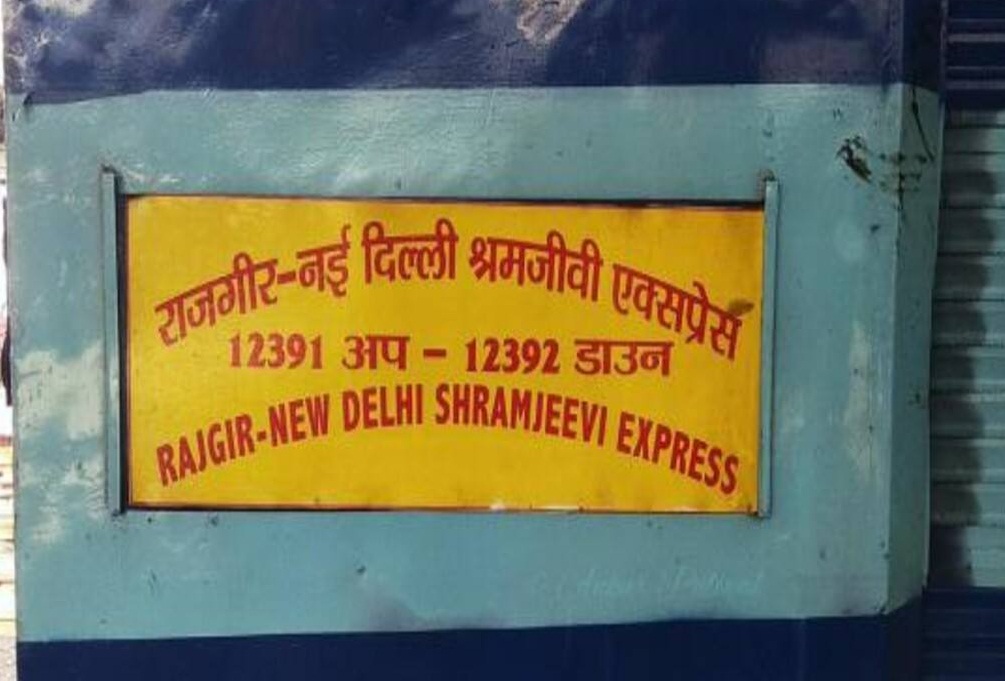 राजगीर-नई दिल्ली श्रमजीवी एक्सप्रेस
12391 अप - 12392 डाउन
RAJGIR-NEW DELHI SHRAMJEEVI EXPRESS